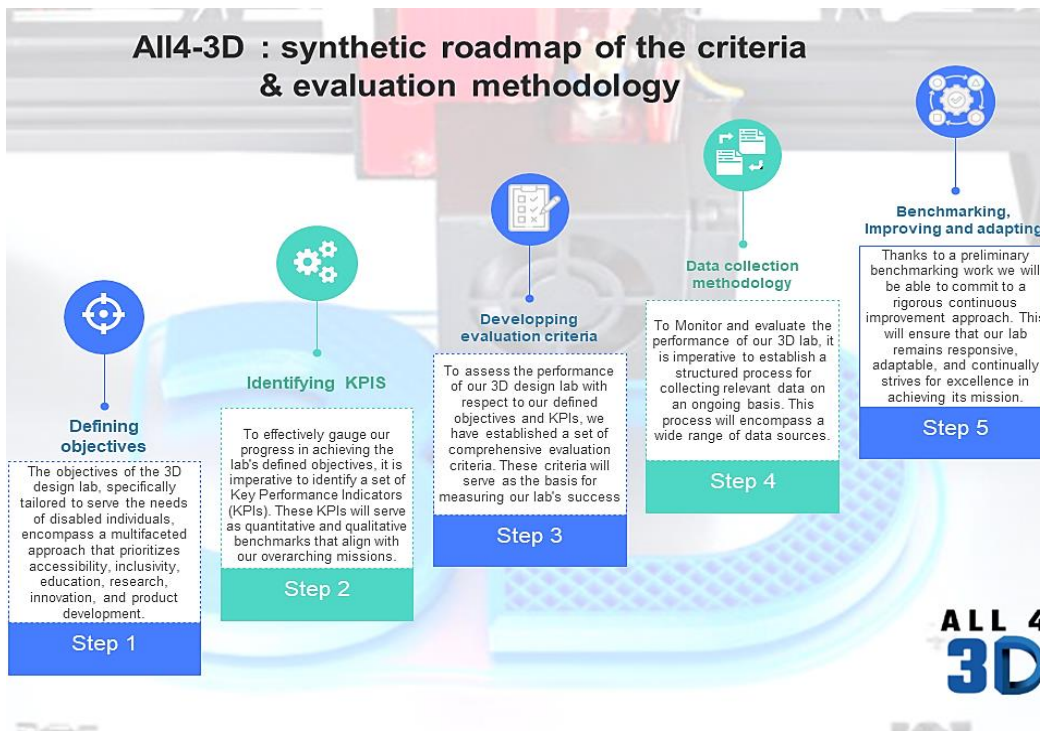 All4-3D : synthetic roadmap of the criteria
& evaluation methodology
Defining
objectives
The objectives of the 3D
design lab, specifically
tailored to serve the needs
of disabled individuals,
encompass a multifaceted
approach that prioritizes
accessibility, inclusivity,
education, research,
innovation, and product
development.
Step 1
Identifying KPIS
To effectively gauge our
progress in achieving the
lab's defined objectives, it is
imperative to identify a set of
Key Performance Indicators
(KPIs). These KPIs will serve
as quantitative and qualitative
benchmarks that align with
our overarching missions.
Step 2
Developping
evaluation criteria
To assess the performance
of our 3D design lab with
respect to our defined
objectives and KPIs, we
have established a set of
comprehensive evaluation
criteria. These criteria will
serve as the basis for
measuring our lab's success
Step 3
Data collection
methodology
To Monitor and evaluate the
performance of our 3D lab, it
is imperative to establish a
structured process for
collecting relevant data on
an ongoing basis. This
process will encompass a
wide range of data sources.
Step 4
Benchmarking,
Improving and adapting
Thanks to a preliminary
benchmarking work we will
be able to commit to a
rigorous continuous
improvement approach. This
will ensure that our lab
remains responsive,
adaptable, and continually
strives for excellence in
achieving its mission.
Step 5
ALL 4
3D